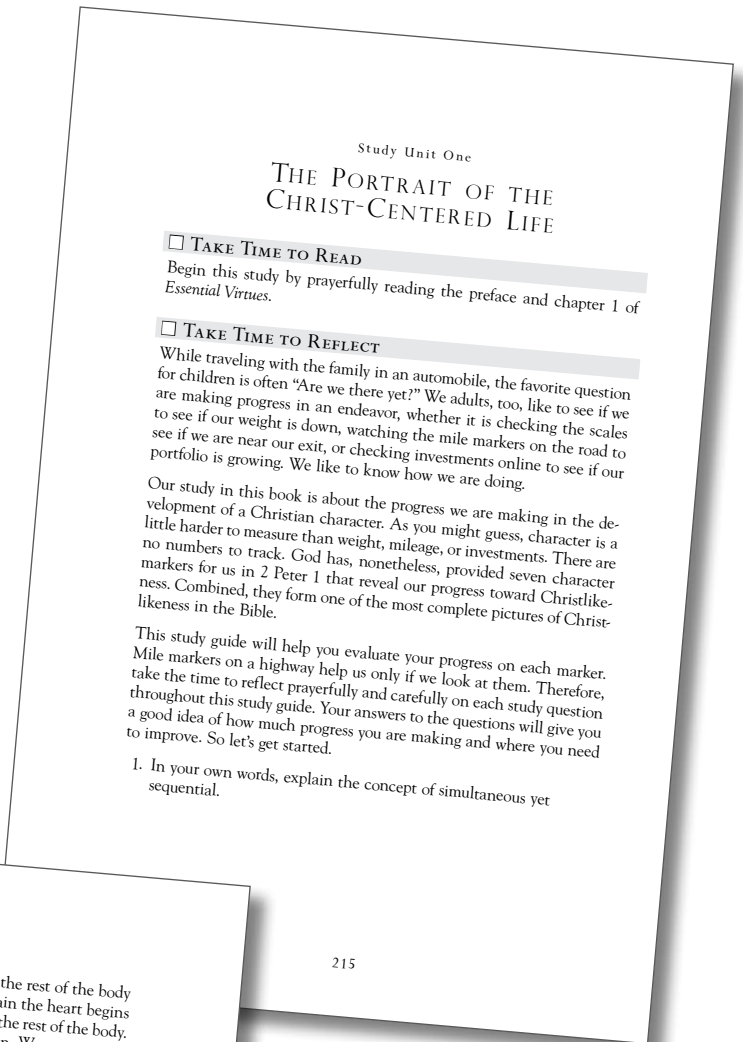 Study Unit One
The Portrait of the
Christ-Centered Life
☐ Take Time to Read
Begin this study by prayerfully reading the preface and chapter 1 of
Essential Virtues.
☐ Take Time to Reflect
While traveling with the family in an automobile, the favorite question
for children is often “Are we there yet?” We adults, too, like to see if we
are making progress in an endeavor, whether it is checking the scales
to see if our weight is down, watching the mile markers on the road to
see if we are near our exit, or checking investments online to see if our
portfolio is growing. We like to know how we are doing.
Our study in this book is about the progress we are making in the de-
velopment of a Christian character. As you might guess, character is a
little harder to measure than weight, mileage, or investments. There are
no numbers to track. God has, nonetheless, provided seven character
markers for us in 2 Peter 1 that reveal our progress toward Christlike-
ness. Combined, they form one of the most complete pictures of Christ-
likeness in the Bible.
This study guide will help you evaluate your progress on each marker.
Mile markers on a highway help us only if we look at them. Therefore,
take the time to reflect prayerfully and carefully on each study question
throughout this study guide. Your answers to the questions will give you
a good idea of how much progress you are making and where you need
to improve. So let’s get started.
1. In your own words, explain the concept of simultaneous yet
sequential.
215
the rest of the body
the heart begins
the rest of the body.